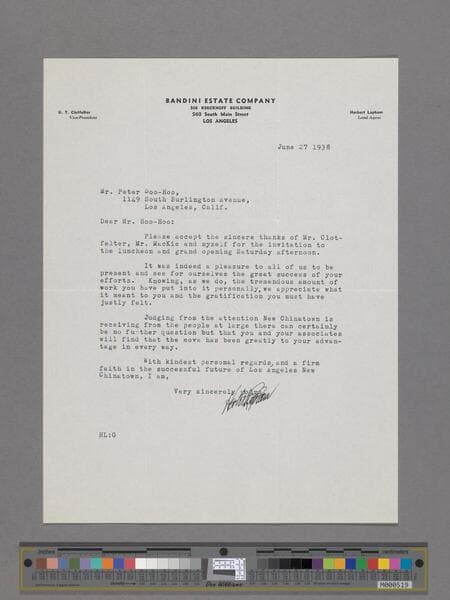 BANDINI ESTATE COMPANY
506 KERCKHOFF BUILDING
560 South Main Street
LOS ANGELES
U. T. Clotfelter
Vice-President
Herbert Lapham
Land Agent
June 27 1938
Mr. Peter Soo-Hoo,
1149 South Burlington Avenue,
Los Angeles, Calif.
Dear Mr. Soo-Hoo:
Please accept the sincere thanks of Mr. Clot-
felter, Mr. MacKie and myself for the invitation to
the luncheon and grand opening Saturday afternoon.
It was indeed a pleasure to all of us to be
present and see for ourselves the great success of your
efforts. Knowing, as we do, the tremendous amount of
work you have put into it personally, we appreciate what
it meant to you and the gratification you must have
justly felt.
Judging from the attention New Chinatown is
receiving from the people at large there can certainly
be no further question but that you and your associates
will find that the move has been greatly to your advan-
tage in every way.
With kindest personal regards, and a firm
faith in the successful future of Los Angeles New
Chinatown, I am,
Very sincerely yours
HL:G
inches
centimeters
Don Williams
M000519